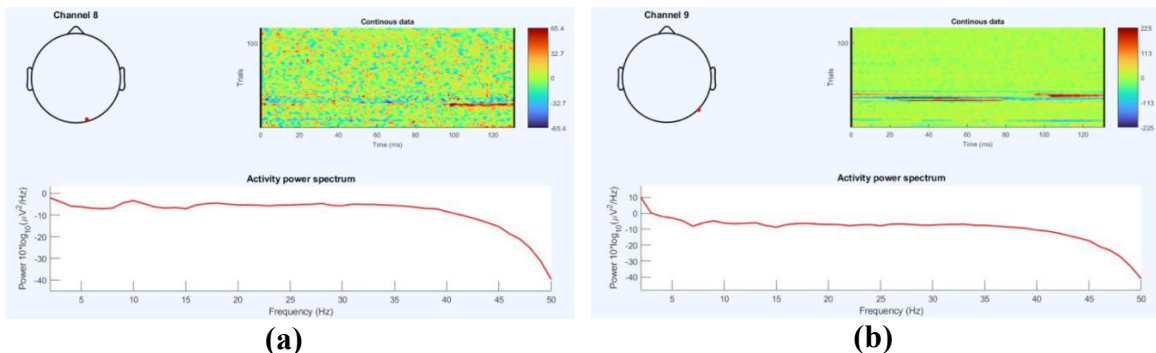 Channel 8
Continous data
65.4
32.7
0
-32.7
-65.4
100
Trials
0 20 40 60 80 100 120
Time (ms)
Activity power spectrum
0
-10
-20
-30
-40
Power 10*log10(μV2/Hz)
5 10 15 20 25 30 35 40 45 50
Frequency (Hz)
(a)
Channel 9
Continous data
225
113
0
-113
-225
100
Trials
0 20 40 60 80 100 120
Time (ms)
Activity power spectrum
10
0
-10
-20
-30
-40
Power 10*log10(μV2/Hz)
5 10 15 20 25 30 35 40 45 50
Frequency (Hz)
(b)